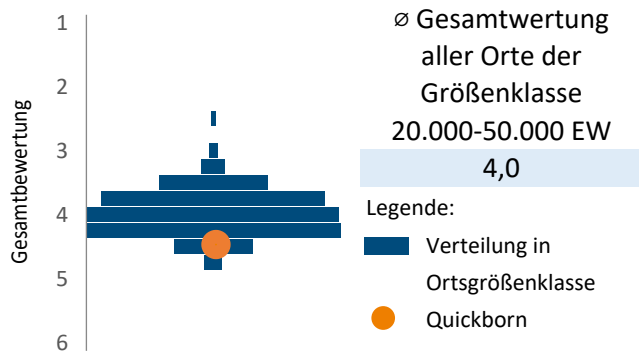 Gesamtbewertung
1
2
3
4
5
6
⌀ Gesamtwertung
aller Orte der
Größenklasse
20.000-50.000 EW
4,0
Legende:
Verteilung in
Ortsgrößenklasse
Quickborn